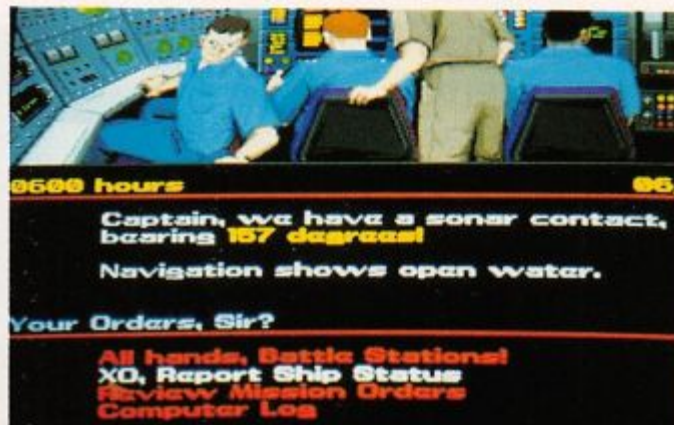 0600 hours 06
Captain, we have a sonar contact,
bearing 157 degrees!
Navigation shows open water.
Your Orders, Sir?
All hands, Battle Stations!
XO, Report Ship Status
Review Mission Orders
Computer Log